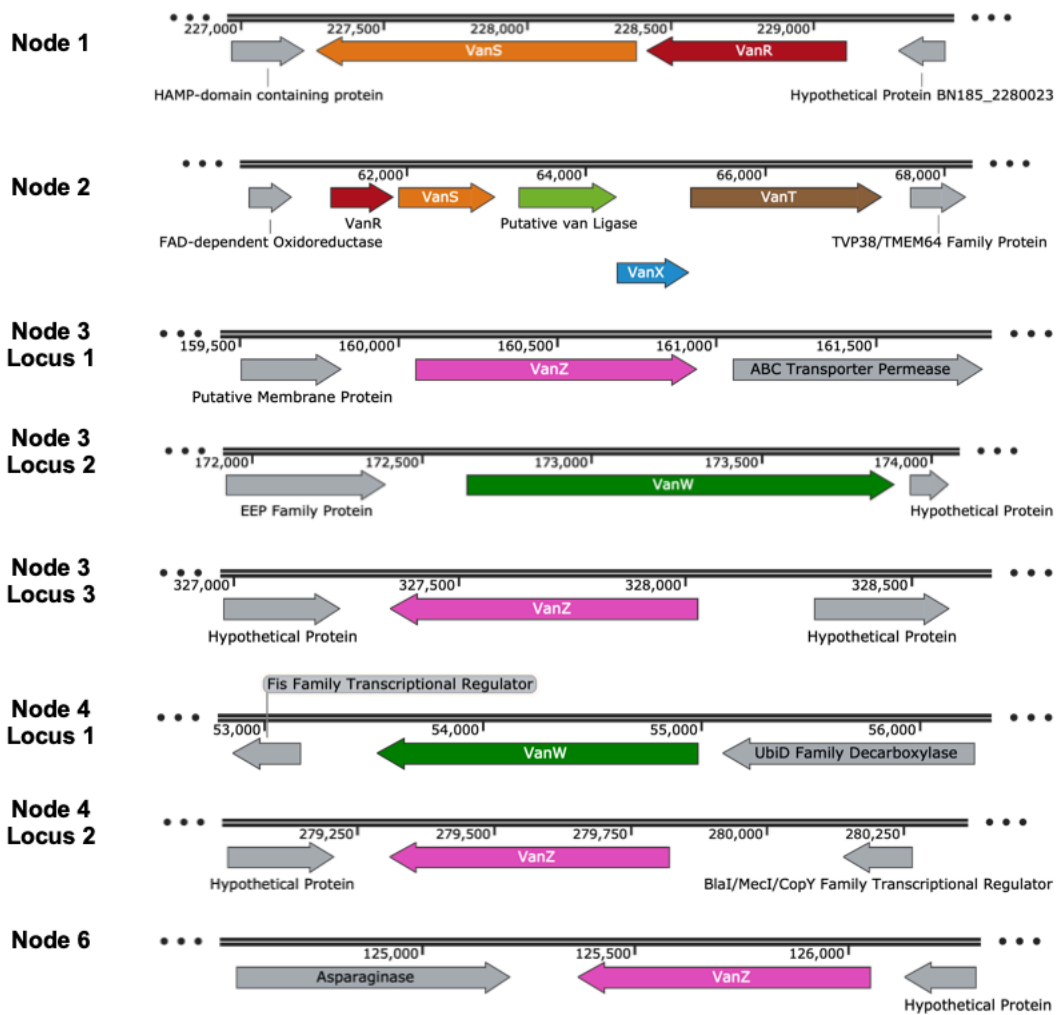 Node 1
227,000 227,500 228,000 228,500 229,000
VanS VanR
HAMP-domain containing protein Hypothetical Protein BN185_2280023
Node 2
62,000 64,000 66,000 68,000
VanS VanT
VanR Putative van Ligase
FAD-dependent Oxidoreductase TVP38/TMEM64 Family Protein
VanX
Node 3
Locus 1
159,500 160,000 160,500 161,000 161,500
VanZ ABC Transporter Permease
Putative Membrane Protein
Node 3
Locus 2
172,000 172,500 173,000 173,500 174,000
VanW
EEP Family Protein Hypothetical Protein
Node 3
Locus 3
327,000 327,500 328,000 328,500
VanZ
Hypothetical Protein Hypothetical Protein
Fis Family Transcriptional Regulator
Node 4
Locus 1
53,000 54,000 55,000 56,000
VanW UbiD Family Decarboxylase
Node 4
Locus 2
279,250 279,500 279,750 280,000 280,250
VanZ
Hypothetical Protein BlaI/MecI/CopY Family Transcriptional Regulator
Node 6
125,000 125,500 126,000
Asparaginase VanZ
Hypothetical Protein